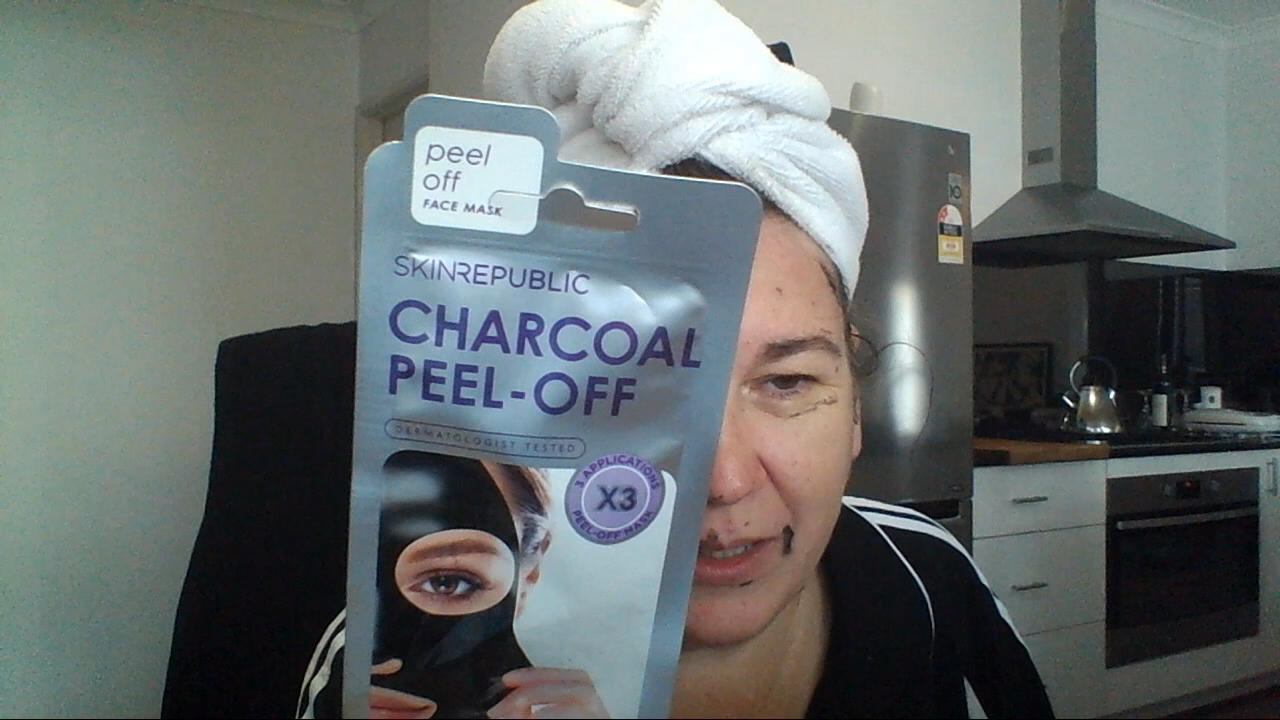 peel
off
FACE MASK
SKINREPUBLIC
CHARCOAL
PEEL-OFF
DERMATOLOGIST TESTED
3 APPLICATIONS
X3
PEEL-OFF MASK